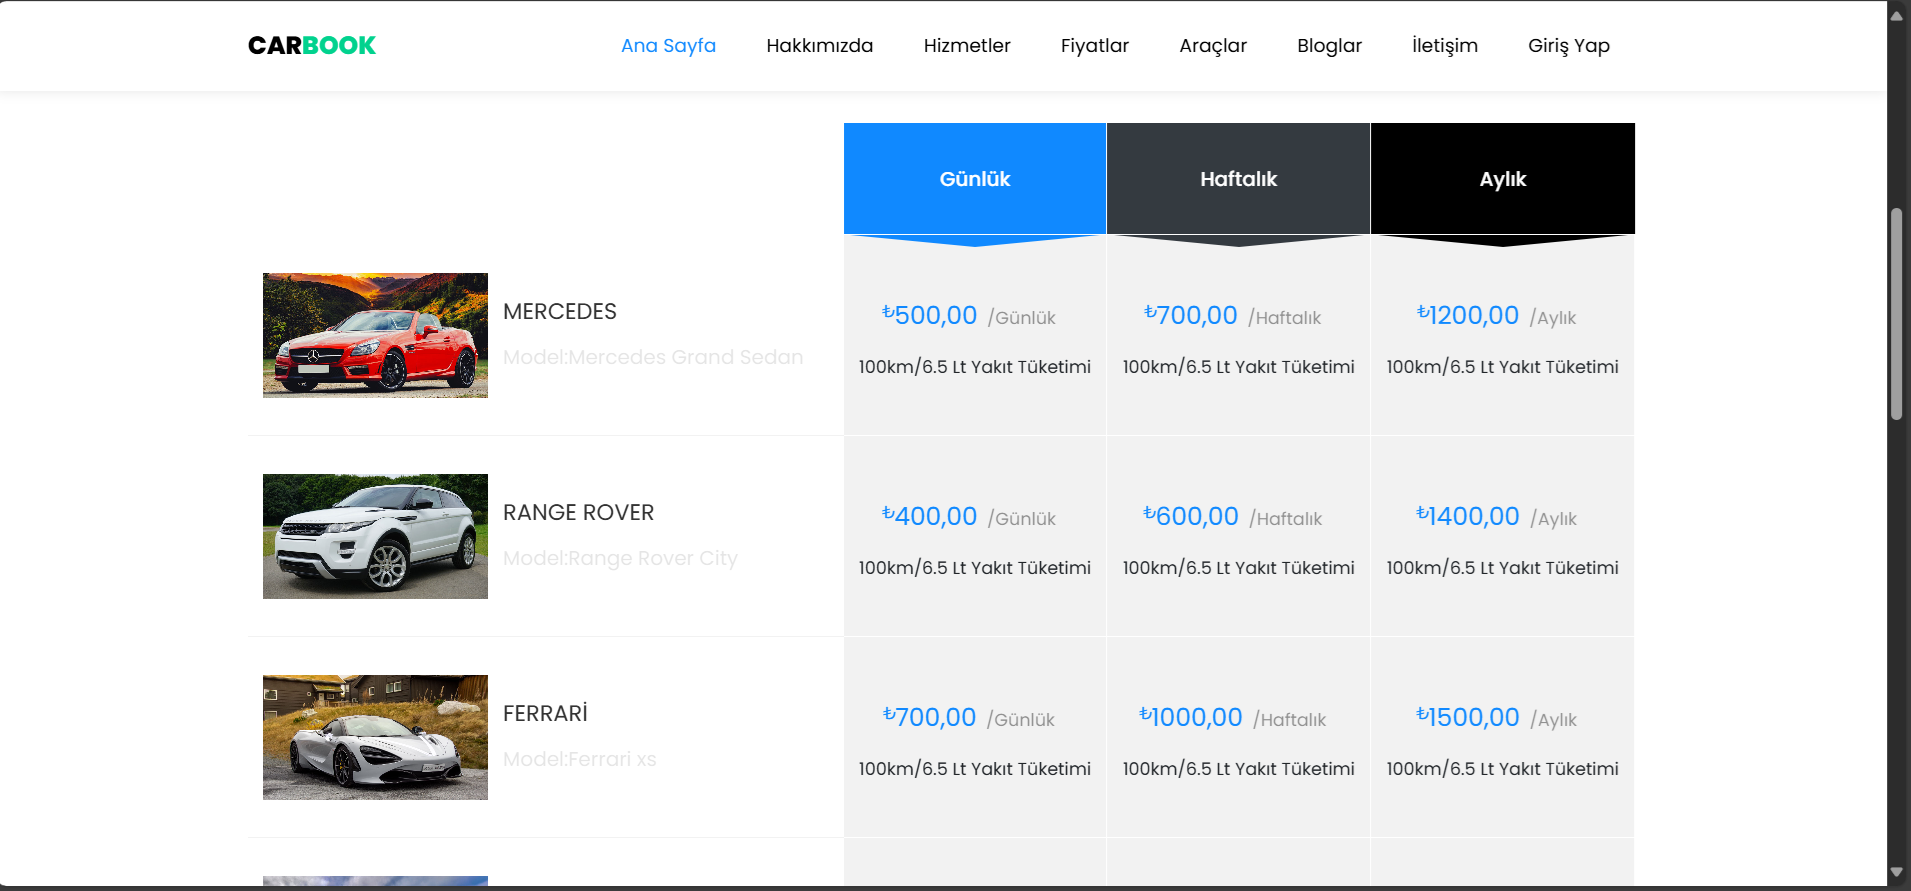 CARBOOK
Ana Sayfa Hakkımızda Hizmetler Fiyatlar Araçlar Bloglar İletişim Giriş Yap
Günlük Haftalık Aylık
MERCEDES
Model:Mercedes Grand Sedan
₺500,00 /Günlük ₺700,00 /Haftalık ₺1200,00 /Aylık
100km/6.5 Lt Yakıt Tüketimi 100km/6.5 Lt Yakıt Tüketimi 100km/6.5 Lt Yakıt Tüketimi
RANGE ROVER
Model:Range Rover City
₺400,00 /Günlük ₺600,00 /Haftalık ₺1400,00 /Aylık
100km/6.5 Lt Yakıt Tüketimi 100km/6.5 Lt Yakıt Tüketimi 100km/6.5 Lt Yakıt Tüketimi
FERRARİ
Model:Ferrari xs
₺700,00 /Günlük ₺1000,00 /Haftalık ₺1500,00 /Aylık
100km/6.5 Lt Yakıt Tüketimi 100km/6.5 Lt Yakıt Tüketimi 100km/6.5 Lt Yakıt Tüketimi